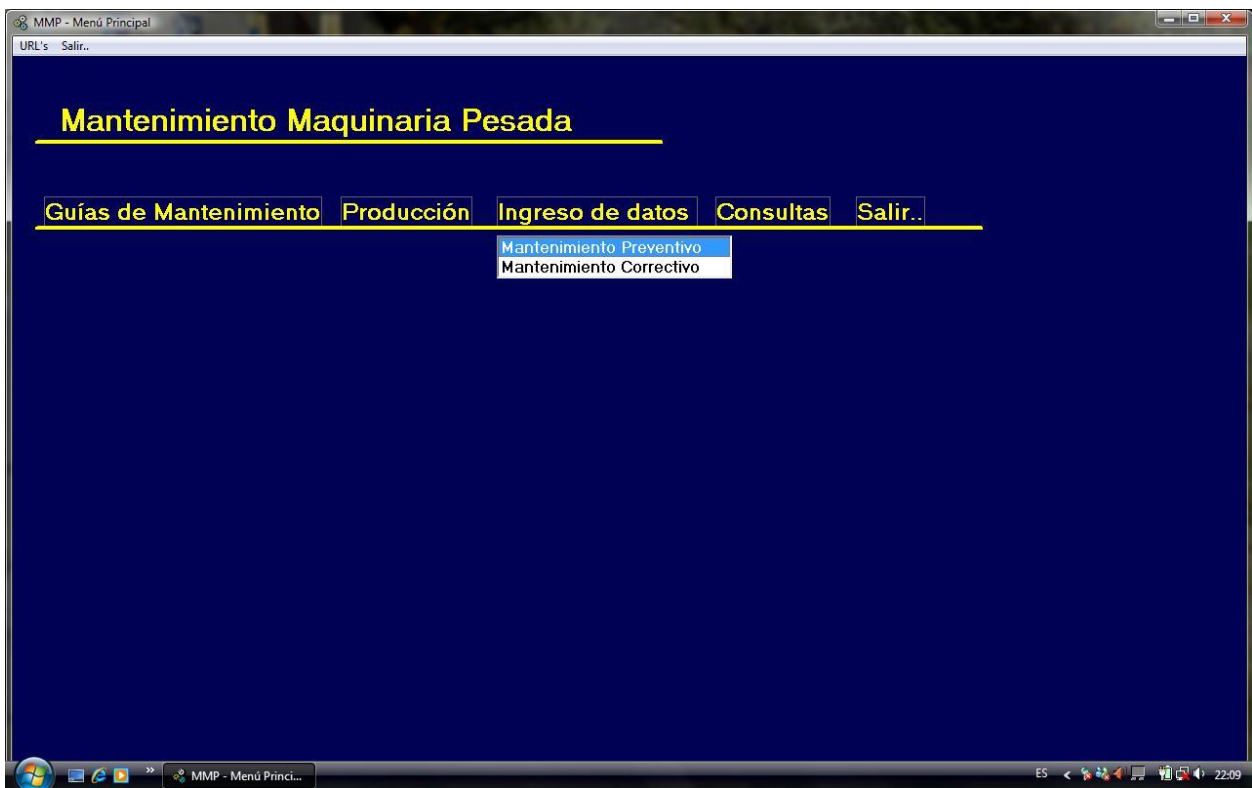 MMP - Menú Principal
URL's Salir..
Mantenimiento Maquinaria Pesada
Guías de Mantenimiento Producción Ingreso de datos Consultas Salir..
Mantenimiento Preventivo
Mantenimiento Correctivo
» MMP - Menú Princi... ES < 22:09